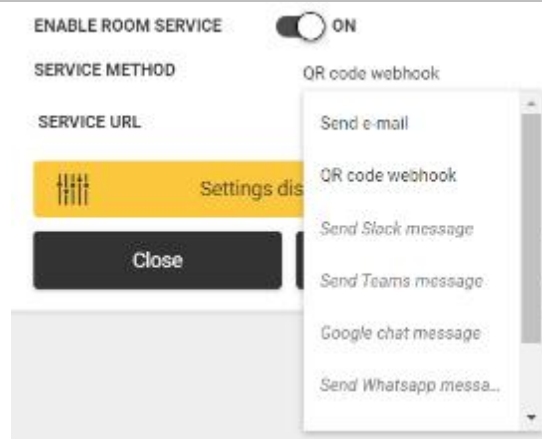 ENABLE ROOM SERVICE ON
SERVICE METHOD QR code webhook
SERVICE URL
Send e-mail
QR code webhook
Settings dis
Send Slack message
Close
Send Teams message
Google chat message
Send Whatsapp messa...